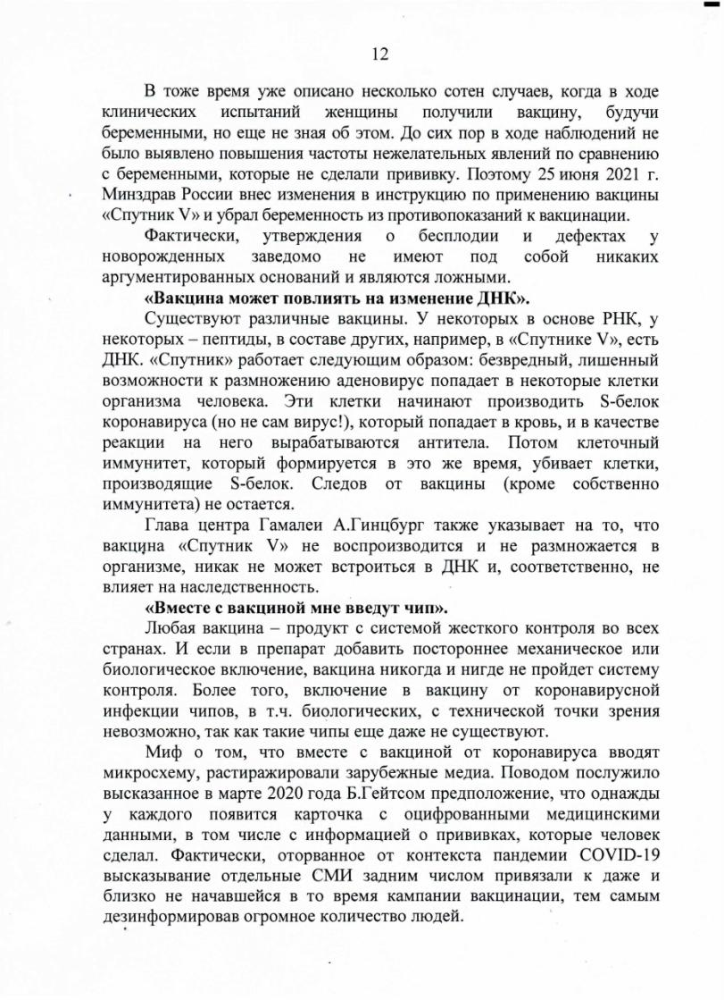 12
В тоже время уже описано несколько сотен случаев, когда в ходе
клинических испытаний женщины получили вакцину, будучи
беременными, но еще не зная об этом. До сих пор в ходе наблюдений не
было выявлено повышения частоты нежелательных явлений по сравнению
с беременными, которые не сделали прививку. Поэтому 25 июня 2021 г.
Минздрав России внес изменения в инструкцию по применению вакцины
«Спутник V» и убрал беременность из противопоказаний к вакцинации.
Фактически, утверждения о бесплодии и дефектах у
новорожденных заведомо не имеют под собой никаких
аргументированных оснований и являются ложными.
«Вакцина может повлиять на изменение ДНК».
Существуют различные вакцины. У некоторых в основе РНК, у
некоторых – пептиды, в составе других, например, в «Спутнике V», есть
ДНК. «Спутник» работает следующим образом: безвредный, лишенный
возможности к размножению аденовирус попадает в некоторые клетки
организма человека. Эти клетки начинают производить S-белок
коронавируса (но не сам вирус!), который попадает в кровь, и в качестве
реакции на него вырабатываются антитела. Потом клеточный
иммунитет, который формируется в это же время, убивает клетки,
производящие S-белок. Следов от вакцины (кроме собственно
иммунитета) не остается.
Глава центра Гамалеи А.Гинцбург также указывает на то, что
вакцина «Спутник V» не воспроизводится и не размножается в
организме, никак не может встроиться в ДНК и, соответственно, не
влияет на наследственность.
«Вместе с вакциной мне введут чип».
Любая вакцина – продукт с системой жесткого контроля во всех
странах. И если в препарат добавить постороннее механическое или
биологическое включение, вакцина никогда и нигде не пройдет систему
контроля. Более того, включение в вакцину от коронавирусной
инфекции чипов, в т.ч. биологических, с технической точки зрения
невозможно, так как такие чипы еще даже не существуют.
Миф о том, что вместе с вакциной от коронавируса вводят
микросхему, растиражировали зарубежные медиа. Поводом послужило
высказанное в марте 2020 года Б.Гейтсом предположение, что однажды
у каждого появится карточка с оцифрованными медицинскими
данными, в том числе с информацией о прививках, которые человек
сделал. Фактически, оторванное от контекста пандемии COVID-19
высказывание отдельные СМИ задним числом привязали к даже и
близко не начавшейся в то время кампании вакцинации, тем самым
дезинформировав огромное количество людей.